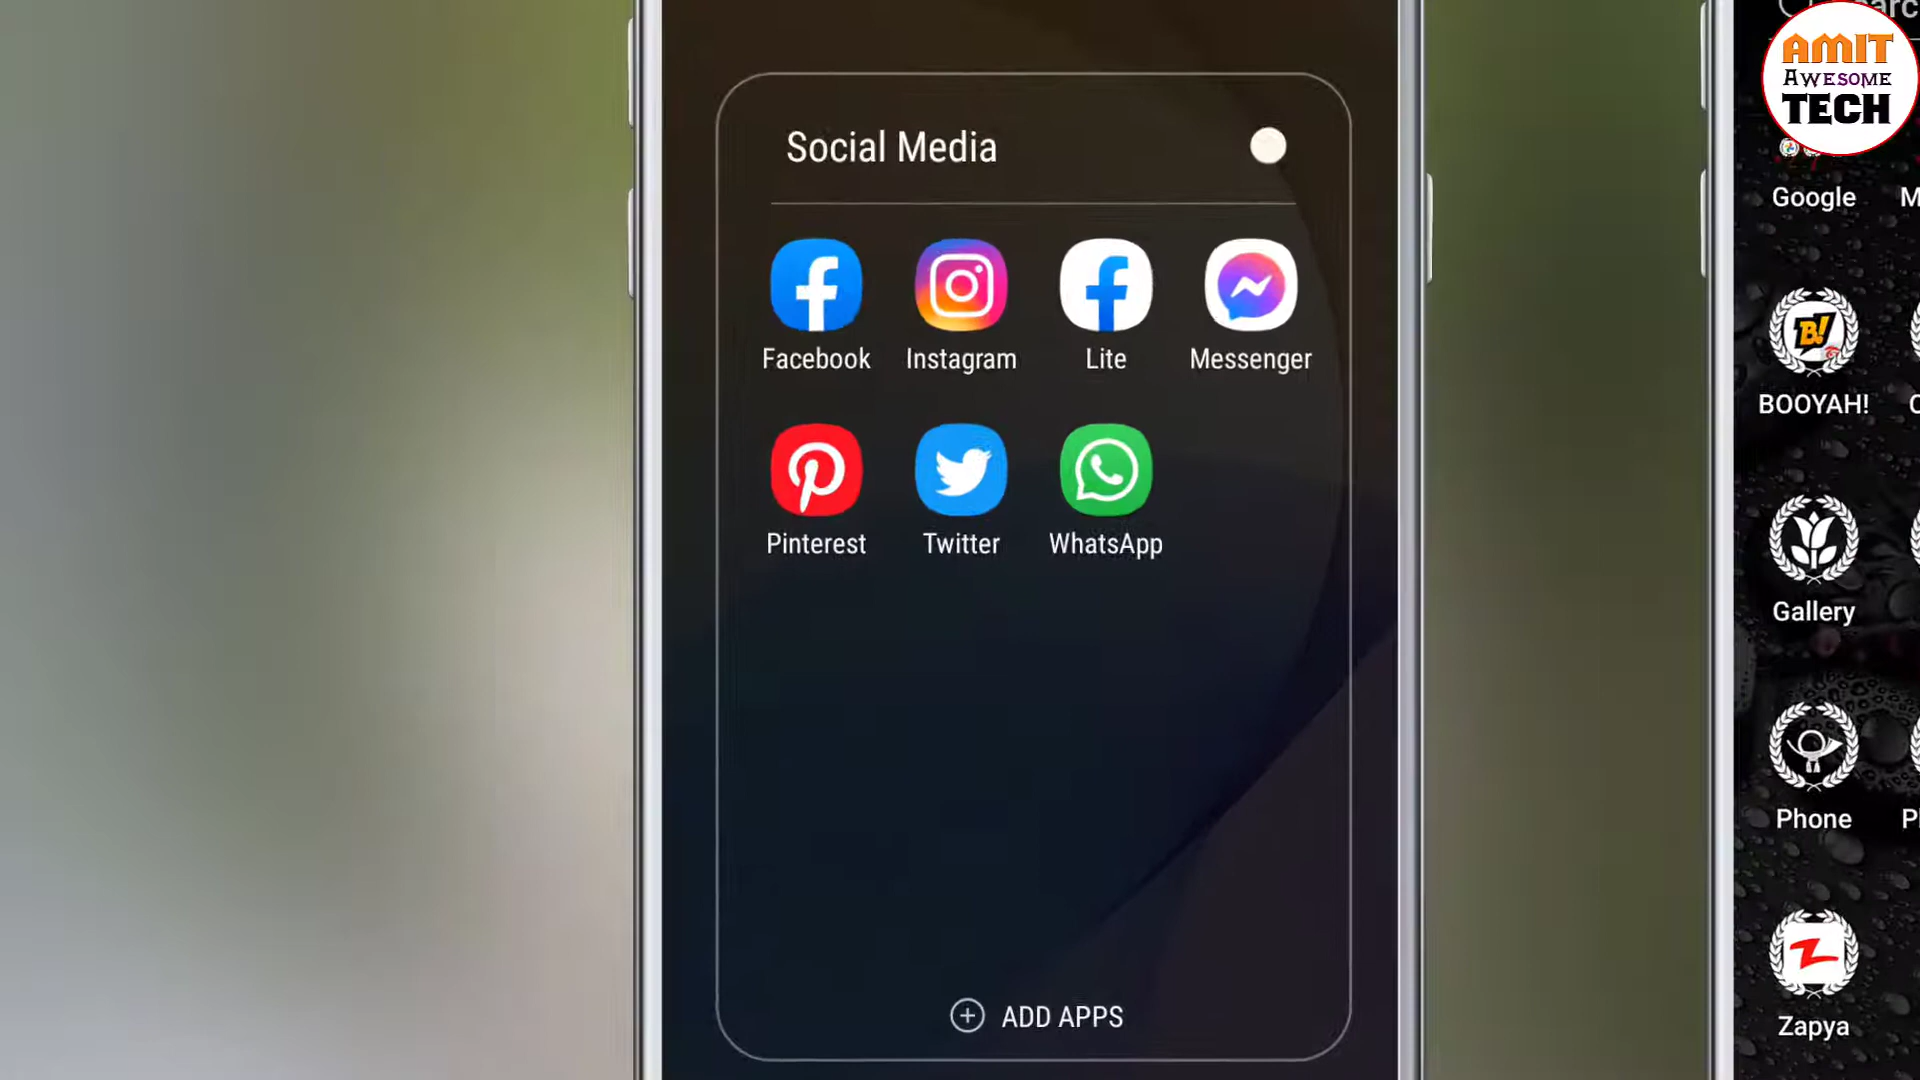 Social Media
Facebook
Instagram
Lite
Messenger
Pinterest
Twitter
WhatsApp
ADD APPS
AMIT
AWESOME
TECH
Google
BOOYAH!
Gallery
Phone
Zapya